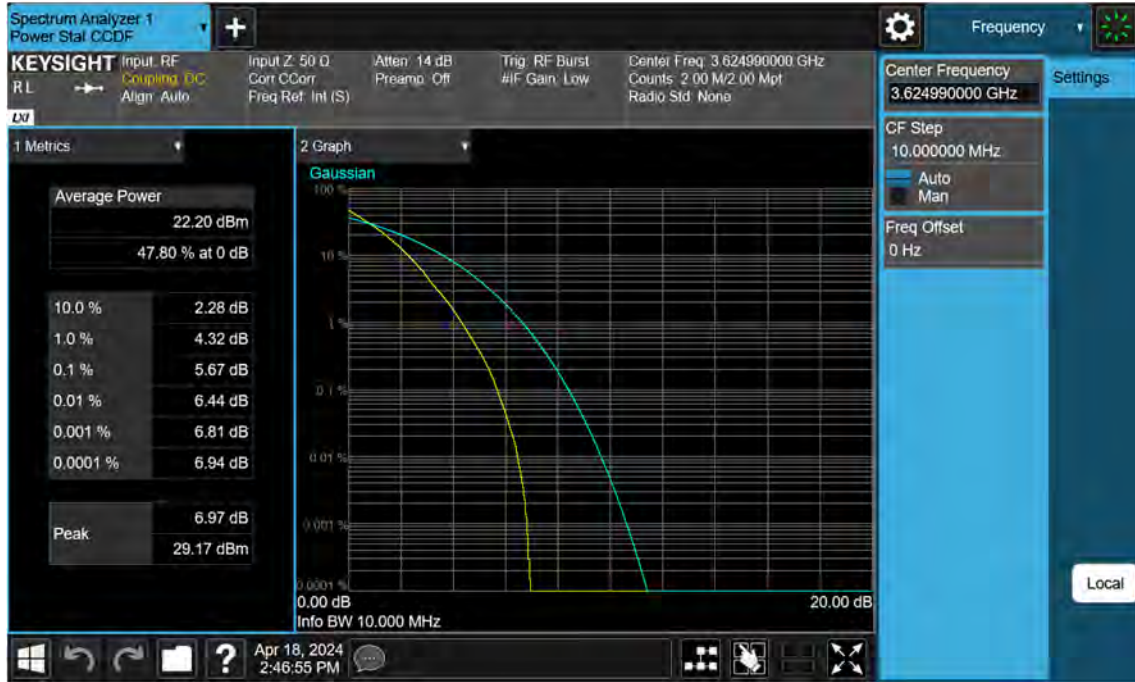 Spectrum Analyzer 1
Power Stat CCDF
Frequency
KEYSIGHT
RL
LXI
Input: RF
Coupling: DC
Align: Auto
Input Z: 50 Ω
Corr CCorr
Freq Ref: Int (S)
Atten: 14 dB
Preamp: Off
Trig: RF Burst
#IF Gain: Low
Center Freq: 3.624990000 GHz
Counts: 2.00 M/2.00 Mpt
Radio Std: None
Center Frequency
3.624990000 GHz
Settings
CF Step
10.000000 MHz
Auto
Man
Freq Offset
0 Hz
1 Metrics
Average Power
22.20 dBm
47.80 % at 0 dB
10.0 % 2.28 dB
1.0 % 4.32 dB
0.1 % 5.67 dB
0.01 % 6.44 dB
0.001 % 6.81 dB
0.0001 % 6.94 dB
Peak
6.97 dB
29.17 dBm
2 Graph
Gaussian
100 %
10 %
1 %
0.1 %
0.01 %
0.001 %
0.0001 %
0.00 dB 20.00 dB
Info BW 10.000 MHz
Local
?
Apr 18, 2024
2:46:55 PM